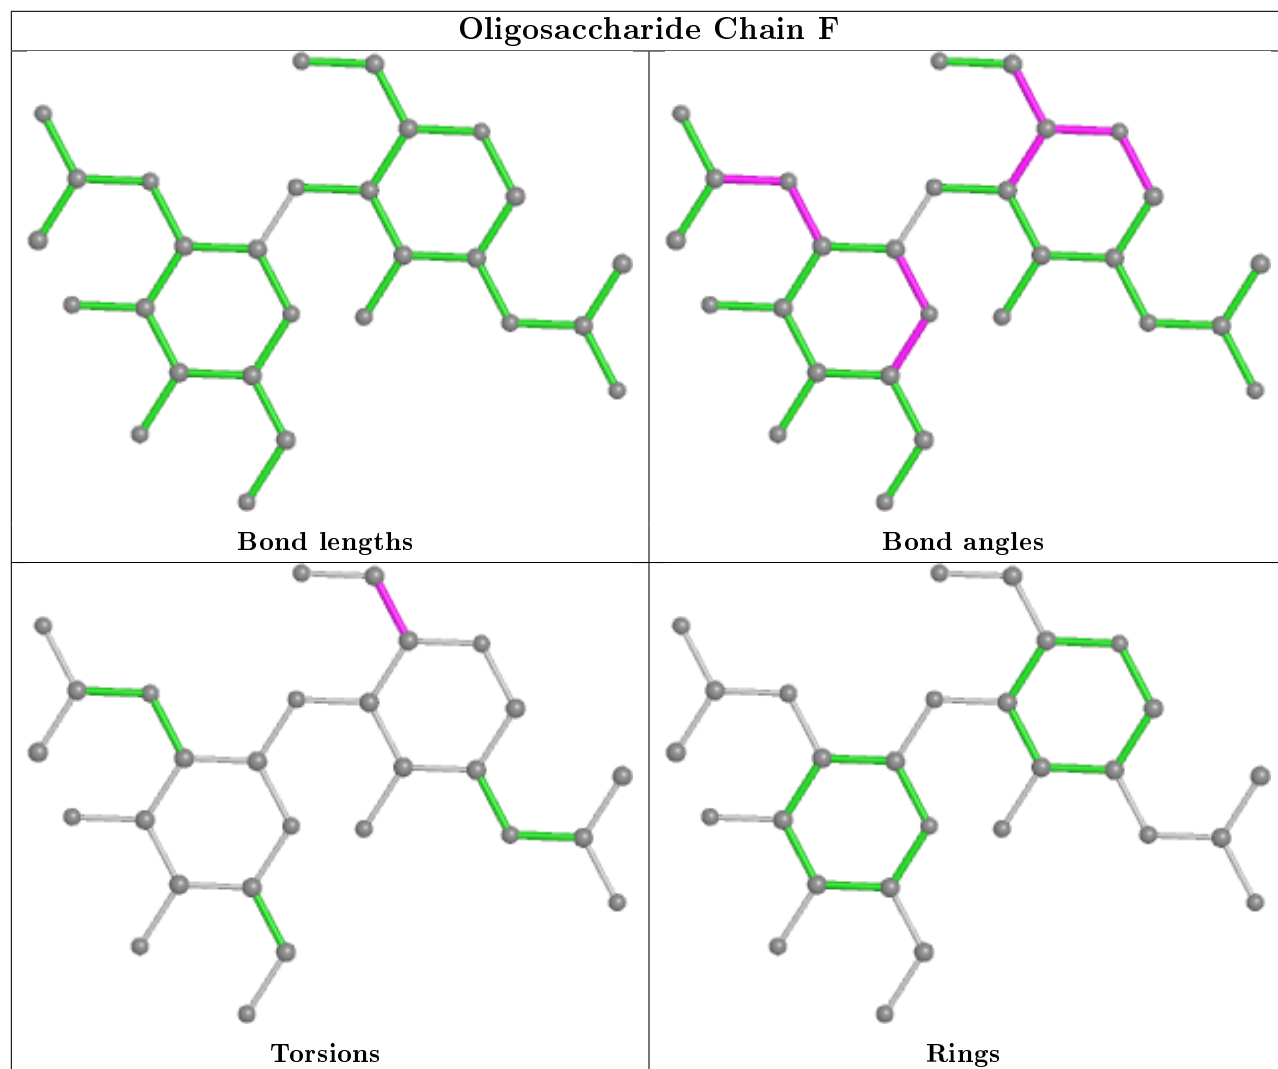 Oligosaccharide Chain F
Bond lengths
Bond angles
Torsions
Rings